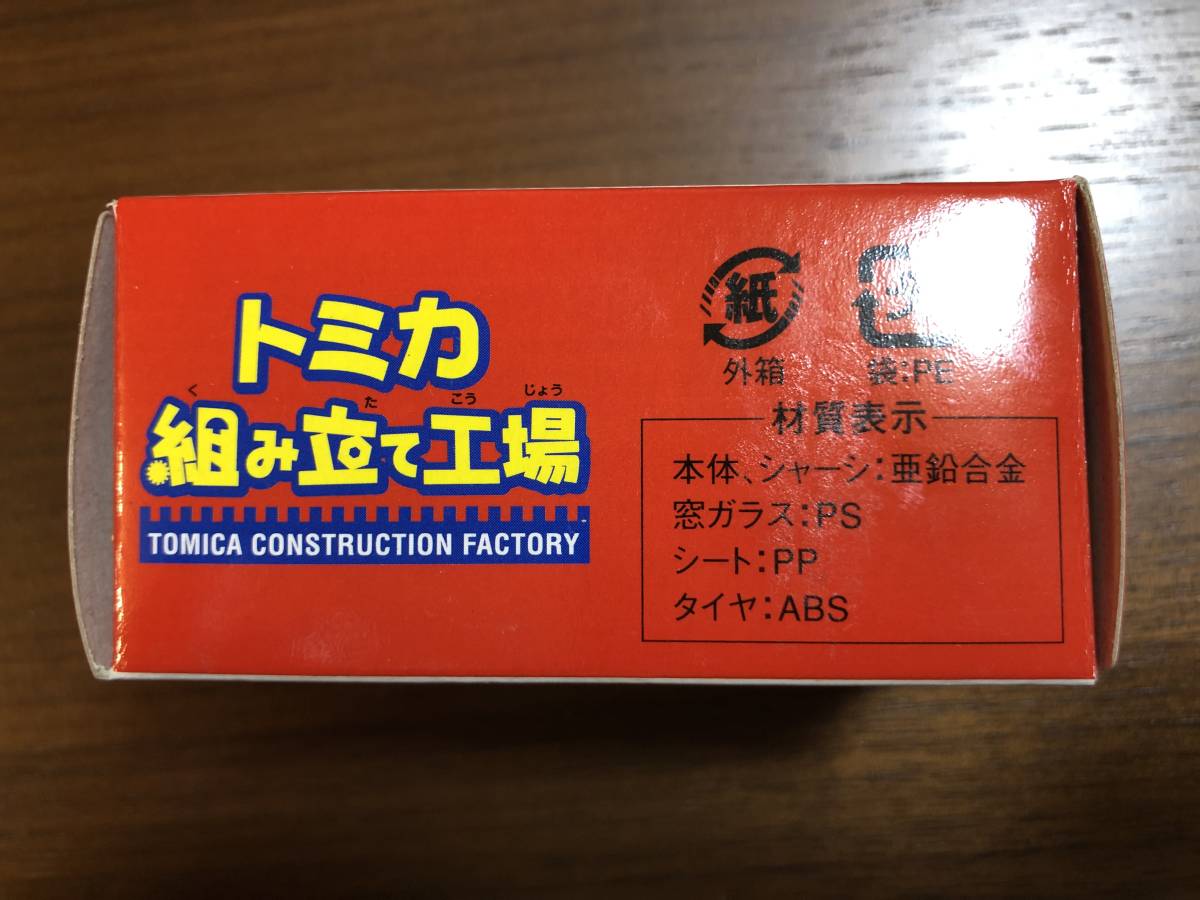 トミカ
く た こう じょう
組み立て工場
TOMICA CONSTRUCTION FACTORY
紙
外箱 袋:PE
材質表示
本体、シャーシ:亜鉛合金
窓ガラス:PS
シート:PP
タイヤ:ABS